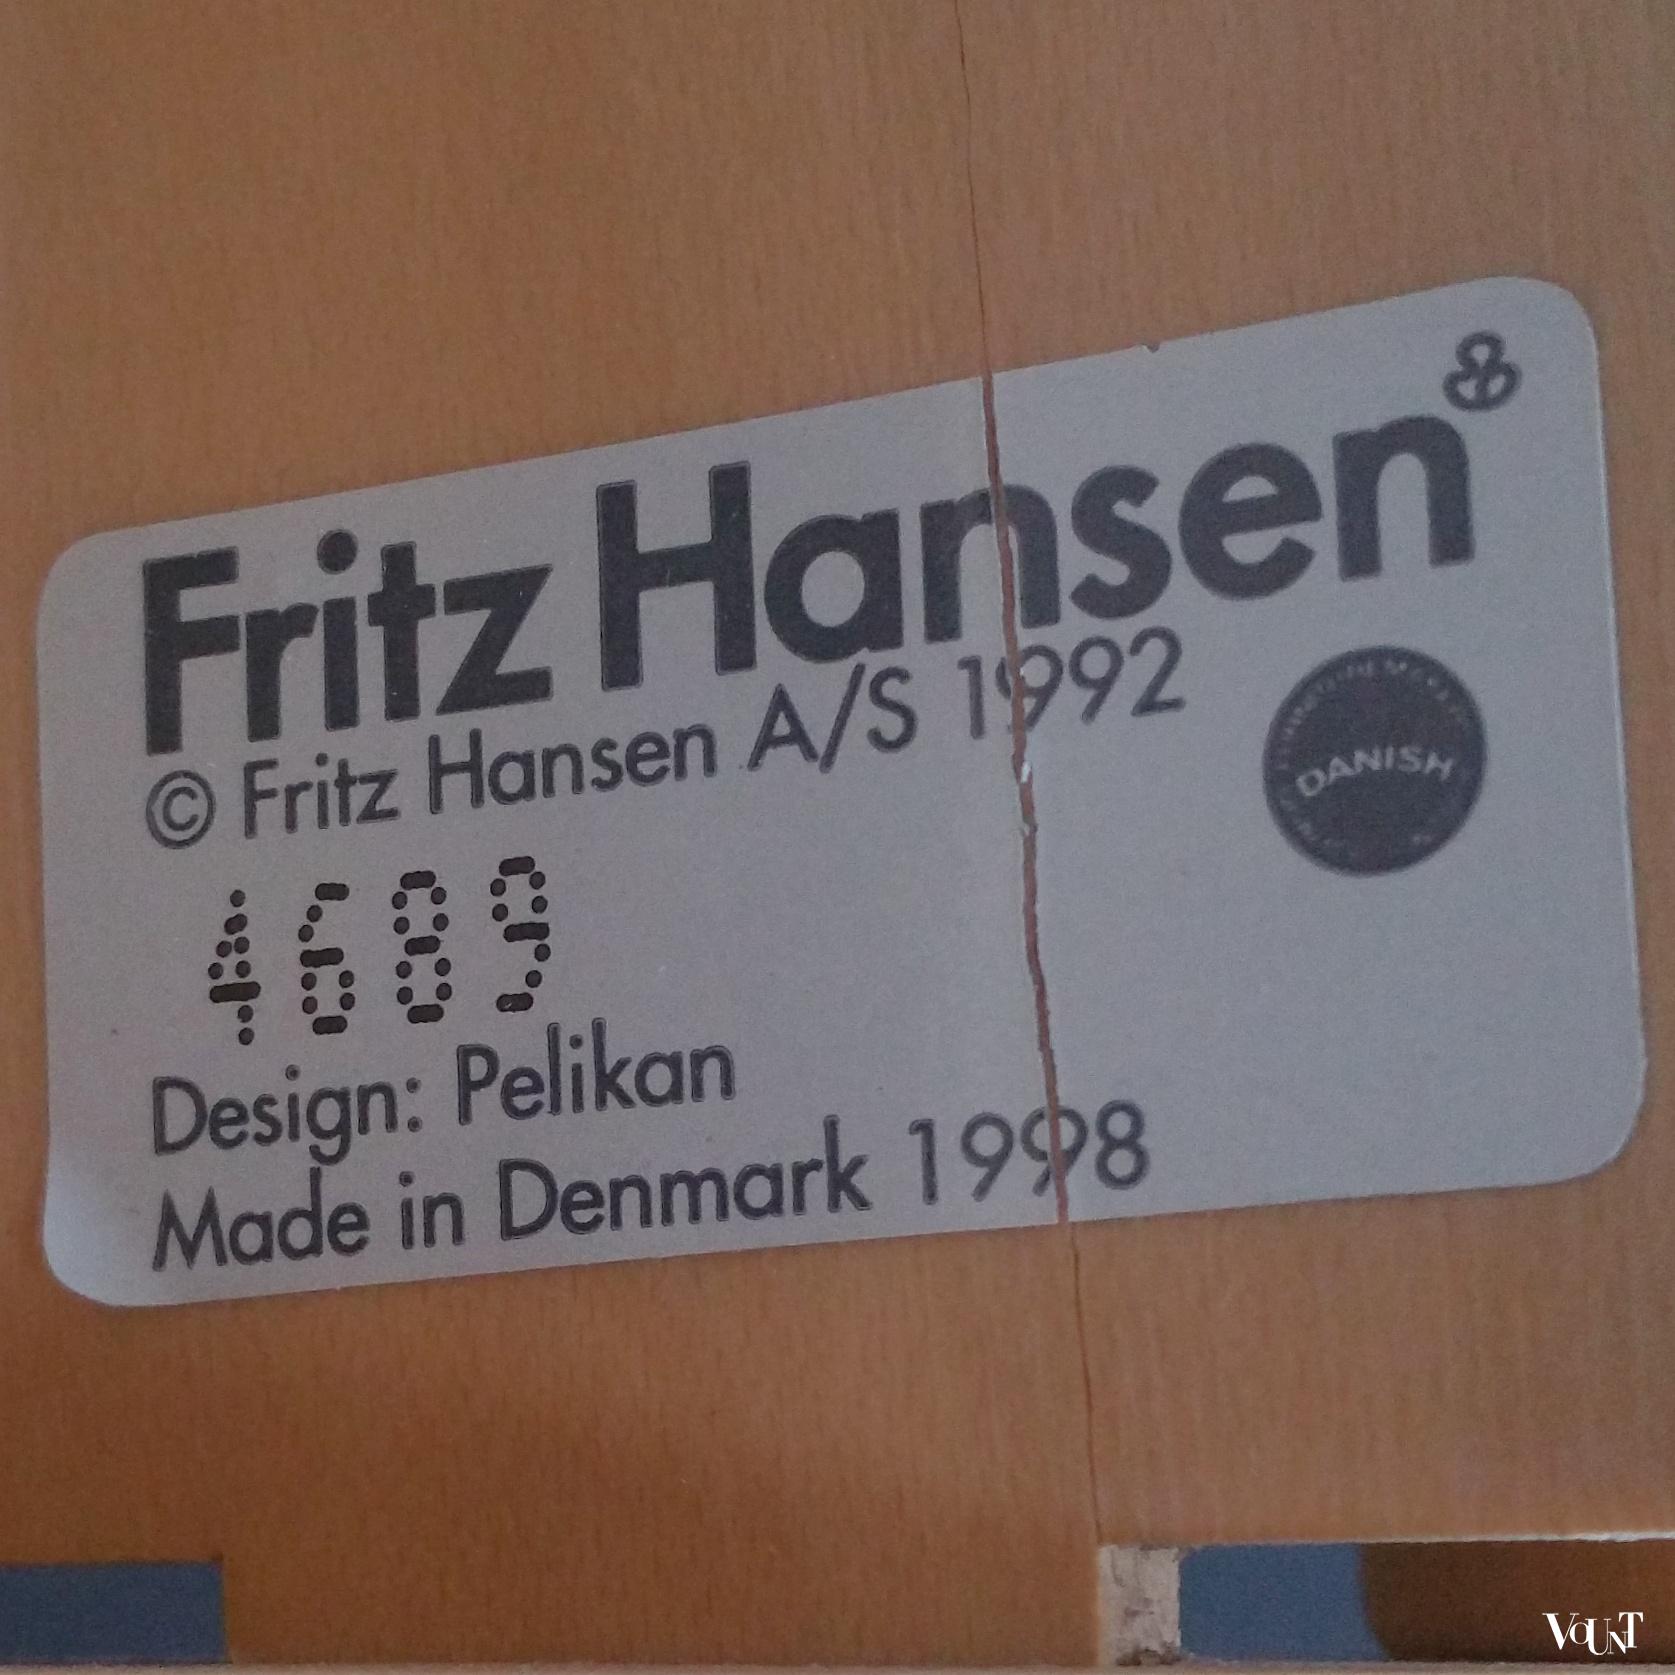 Fritz Hansen
© Fritz Hansen A/S 1992
DANISH
4689
Design: Pelikan
Made in Denmark 1998
VOUNT